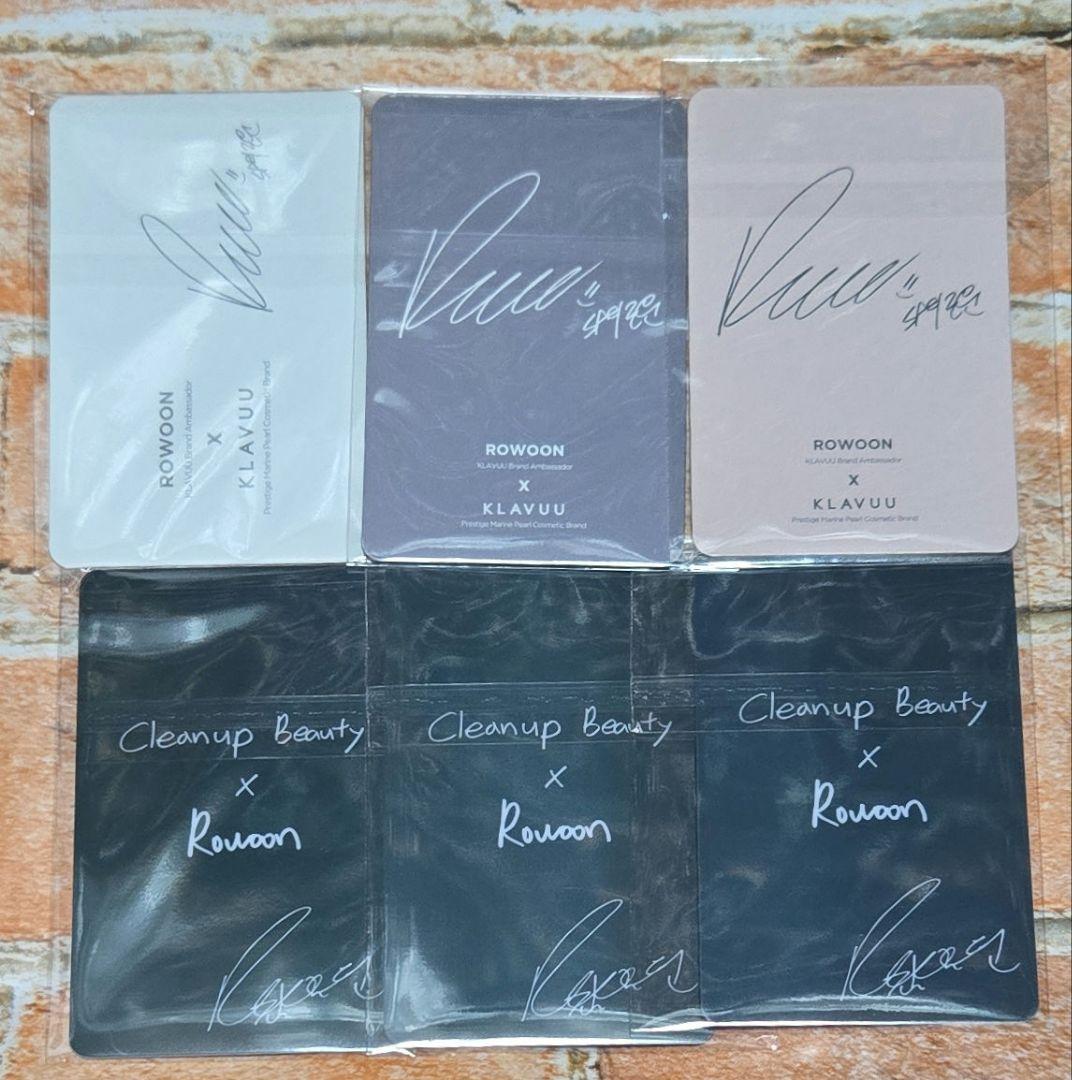 ROWOON
KLAVUU Brand Ambassador
X
KLAVUU
Prestige Marine Pearl Cosmetic Brand
ROWOON
KLAVUU Brand Ambassador
X
KLAVUU
Prestige Marine Pearl Cosmetic Brand
ROWOON
KLAVUU Brand Ambassador
X
KLAVUU
Prestige Marine Pearl Cosmetic Brand
Cleanup Beauty
x
Rowoon
Cleanup Beauty
x
Rowoon
Cleanup Beauty
x
Rowoon